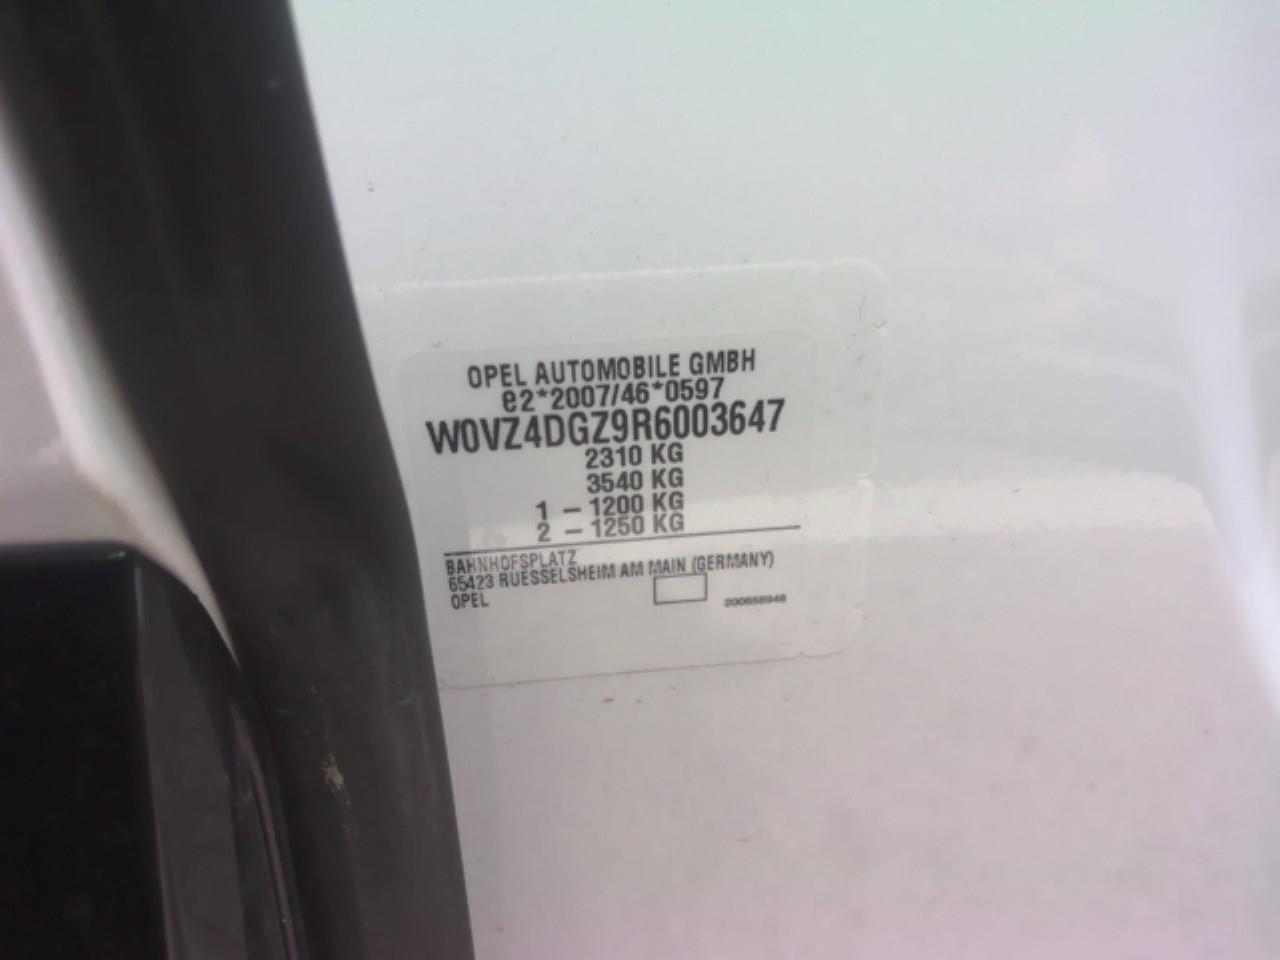 OPEL AUTOMOBILE GMBH
e2*2007/46*0597
W0VZ4DGZ9R6003647
2310 KG
3540 KG
1 – 1200 KG
2 – 1250 KG
BAHNHOFSPLATZ
65423 RUESSELSHEIM AM MAIN (GERMANY)
OPEL
200658948